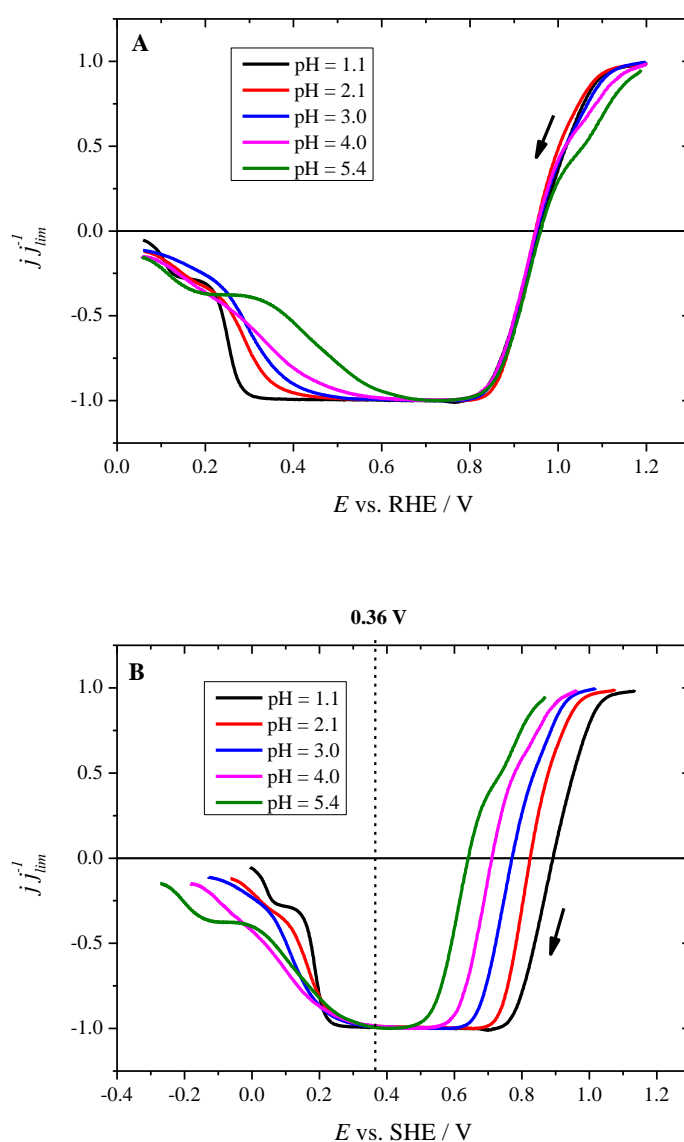 A
pH = 1.1
pH = 2.1
pH = 3.0
pH = 4.0
pH = 5.4
1.0
0.5
0.0
-0.5
-1.0
j j_lim^-1
0.0 0.2 0.4 0.6 0.8 1.0 1.2
E vs. RHE / V
0.36 V
B
pH = 1.1
pH = 2.1
pH = 3.0
pH = 4.0
pH = 5.4
1.0
0.5
0.0
-0.5
-1.0
j j_lim^-1
-0.4 -0.2 0.0 0.2 0.4 0.6 0.8 1.0 1.2
E vs. SHE / V